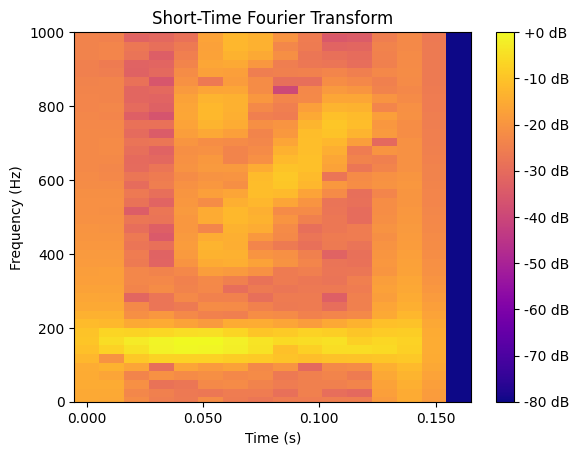 Short-Time Fourier Transform
1000
800
600
400
200
0
Frequency (Hz)
0.000
0.050
0.100
0.150
Time (s)
+0 dB
-10 dB
-20 dB
-30 dB
-40 dB
-50 dB
-60 dB
-70 dB
-80 dB